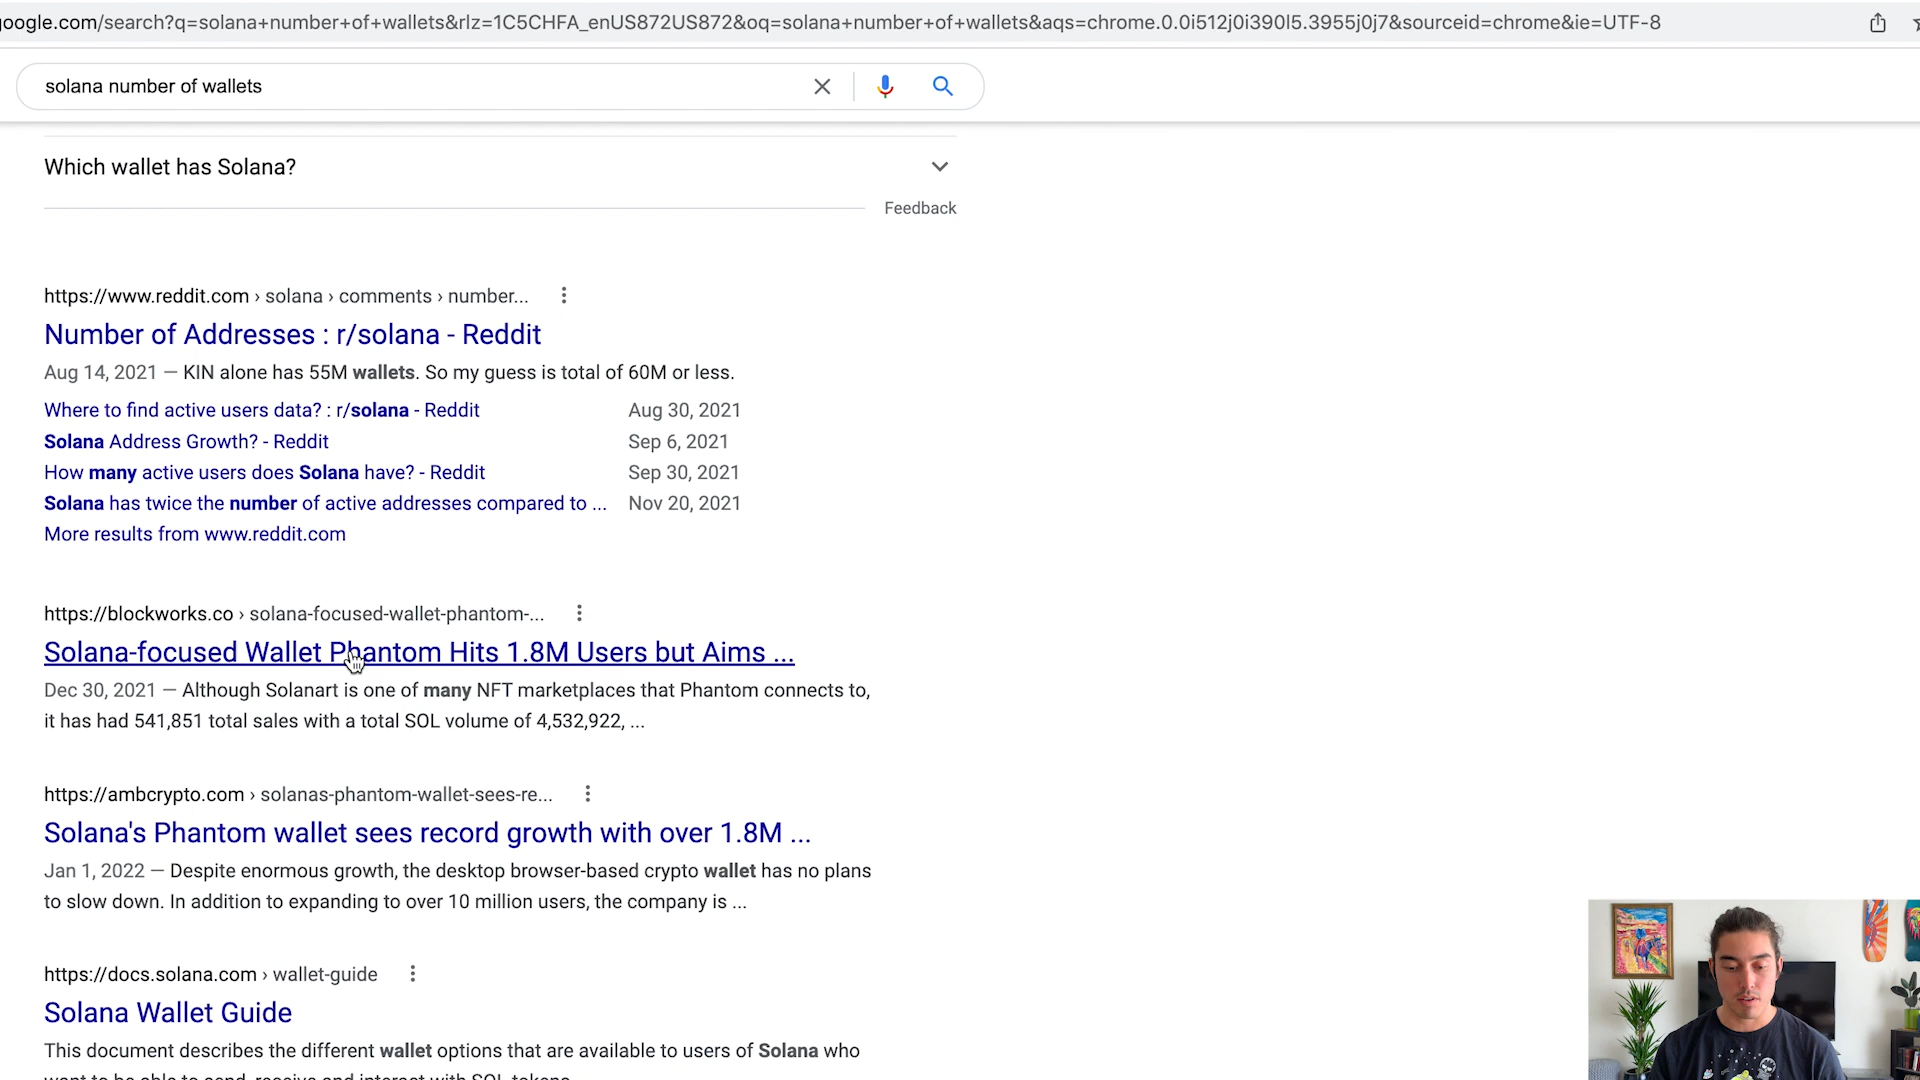 oogle.com/search?q=solana+number+of+wallets&rlz=1C5CHFA_enUS872US872&oq=solana+number+of+wallets&aqs=chrome.0.0i512j0i390l5.3955j0j7&sourceid=chrome&ie=UTF-8
solana number of wallets
Which wallet has Solana?
Feedback
https://www.reddit.com › solana › comments › number...
Number of Addresses : r/solana - Reddit
Aug 14, 2021 — KIN alone has 55M wallets. So my guess is total of 60M or less.
Where to find active users data? : r/solana - Reddit Aug 30, 2021
Solana Address Growth? - Reddit Sep 6, 2021
How many active users does Solana have? - Reddit Sep 30, 2021
Solana has twice the number of active addresses compared to ... Nov 20, 2021
More results from www.reddit.com
https://blockworks.co › solana-focused-wallet-phantom-...
Solana-focused Wallet Phantom Hits 1.8M Users but Aims ...
Dec 30, 2021 — Although Solanart is one of many NFT marketplaces that Phantom connects to,
it has had 541,851 total sales with a total SOL volume of 4,532,922, ...
https://ambcrypto.com › solanas-phantom-wallet-sees-re...
Solana's Phantom wallet sees record growth with over 1.8M ...
Jan 1, 2022 — Despite enormous growth, the desktop browser-based crypto wallet has no plans
to slow down. In addition to expanding to over 10 million users, the company is ...
https://docs.solana.com › wallet-guide
Solana Wallet Guide
This document describes the different wallet options that are available to users of Solana who
want to be able to send, receive and interact with SOL tokens